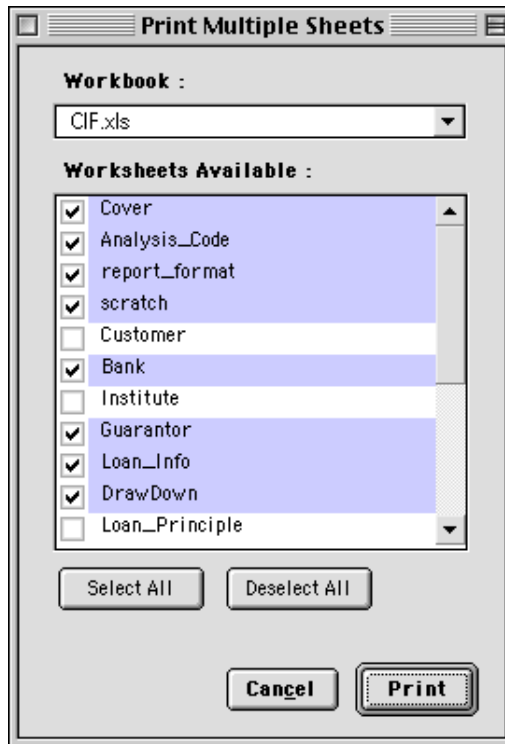 Print Multiple Sheets
Workbook :
CIF.xls
Worksheets Available :
Cover
Analysis_Code
report_format
scratch
Customer
Bank
Institute
Guarantor
Loan_Info
DrawDown
Loan_Principle
Select All Deselect All
Cancel Print